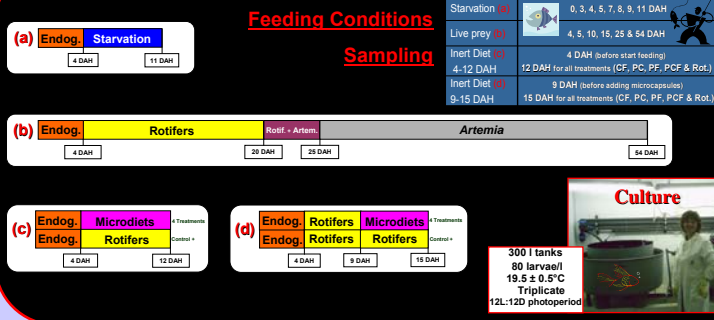 Feeding Conditions
Sampling
Starvation (a)
0, 3, 4, 5, 7, 8, 9, 11 DAH
Live prey (b)
4, 5, 10, 15, 25 & 54 DAH
Inert Diet (c)
4-12 DAH
4 DAH (before start feeding)
12 DAH for all treatments (CF, PC, PF, PCF & Rot.)
Inert Diet (d)
9-15 DAH
9 DAH (before adding microcapsules)
15 DAH for all treatments (CF, PC, PF, PCF & Rot.)
(a) Endog. Starvation
4 DAH 11 DAH
(b) Endog. Rotifers Rotif. + Artem. Artemia
4 DAH 20 DAH 25 DAH 54 DAH
(c)
Endog. Microdiets 4 Treatments
Endog. Rotifers Control +
4 DAH 12 DAH
(d)
Endog. Rotifers Microdiets 4 Treatments
Endog. Rotifers Rotifers Control +
4 DAH 9 DAH 15 DAH
Culture
300 l tanks
80 larvae/l
19.5 ± 0.5°C
Triplicate
12L:12D photoperiod